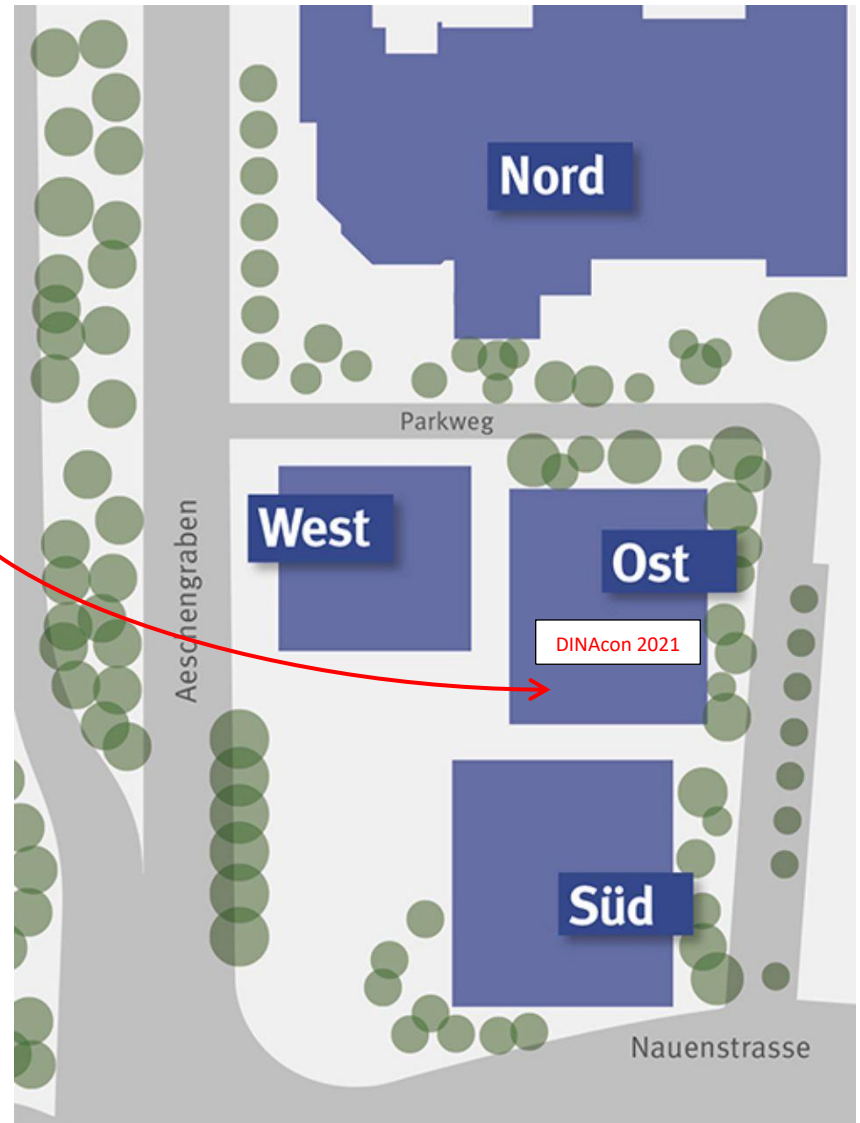 Nord
Parkweg
West
Ost
Aeschengraben
DINAcon 2021
Süd
Nauenstrasse